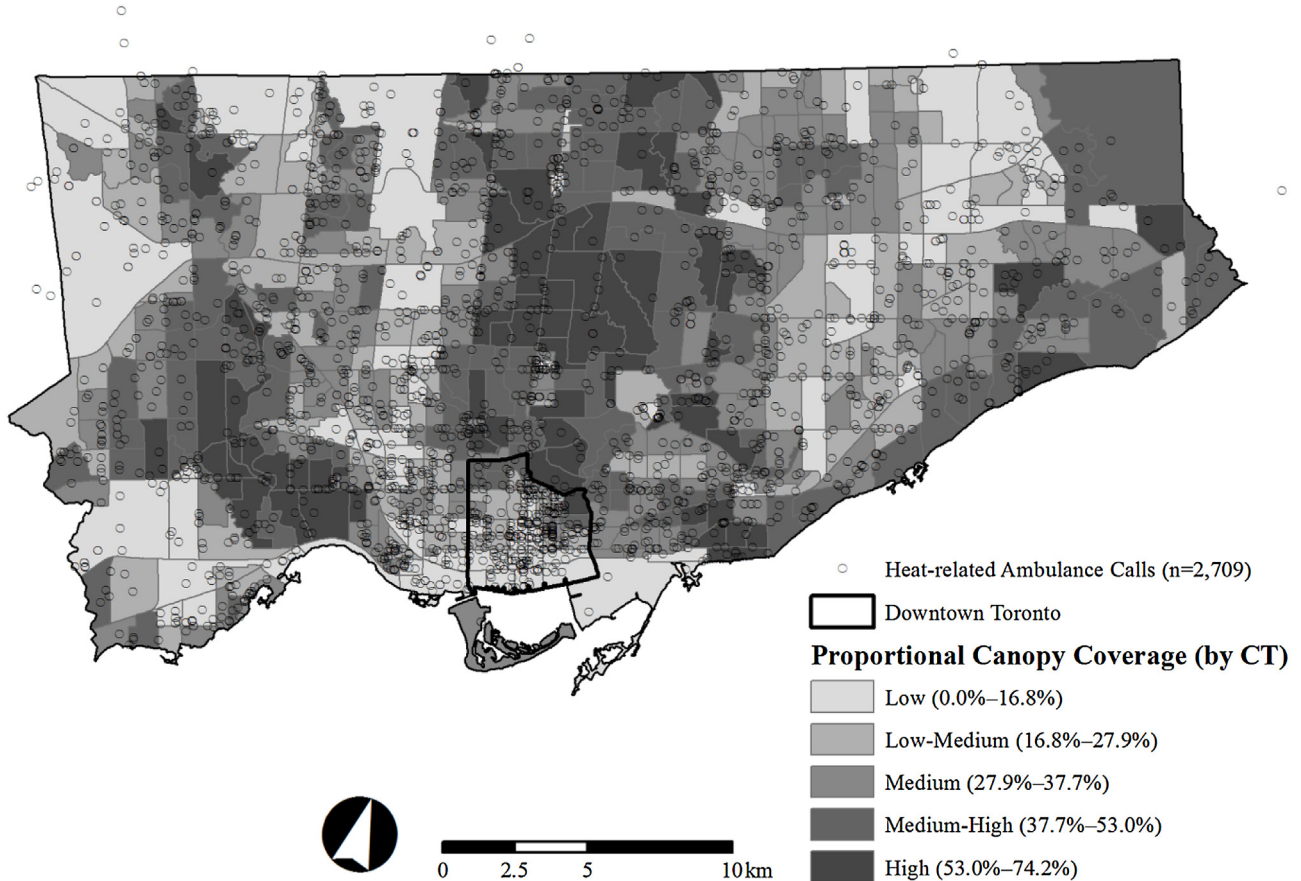 Heat-related Ambulance Calls (n=2,709)
Downtown Toronto
Proportional Canopy Coverage (by CT)
Low (0.0%–16.8%)
Low-Medium (16.8%–27.9%)
Medium (27.9%–37.7%)
Medium-High (37.7%–53.0%)
High (53.0%–74.2%)
0 2.5 5 10 km